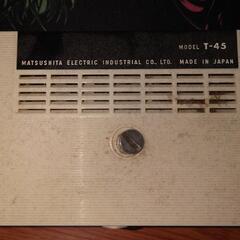 MODEL T-45
MATSUSHITA ELECTRIC INDUSTRIAL CO., LTD. MADE IN JAPAN